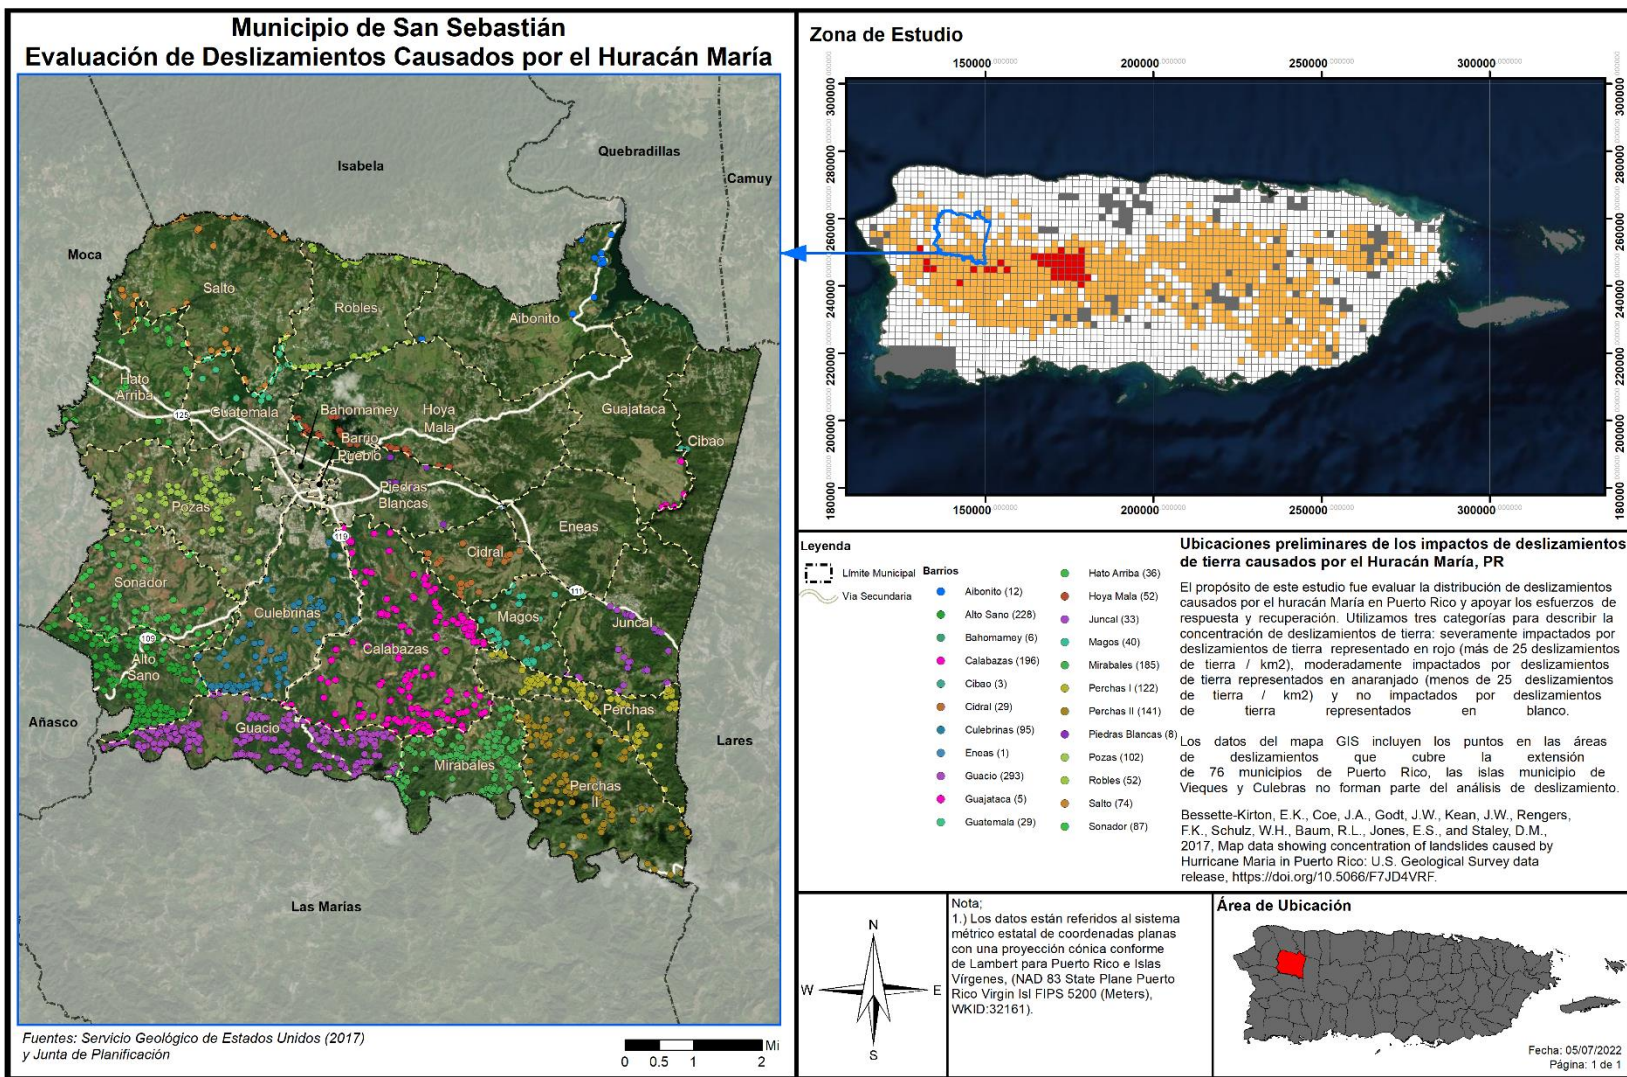 Municipio de San Sebastián
Evaluación de Deslizamientos Causados por el Huracán María
Isabela
Quebradillas
Camuy
Moca
Salto
Robles
Aibonito
Hato
Arriba
125
Guatemala
Bahomamey
Hoya
Mala
Guajataca
Cibao
Barrio
Pueblo
Piedras
Blancas
Pozas
Eneas
119
Cidral
Sonador
Culebrinas
Magos
111
Juncal
109
Alto
Sano
Calabazas
Añasco
Guacio
Perchas
Lares
Mirabales
Perchas
II
Las Marías
Fuentes: Servicio Geológico de Estados Unidos (2017)
y Junta de Planificación
0 0.5 1 2 Mi
Zona de Estudio
150000 200000 250000 300000
300000 300000
280000 280000
260000 260000
240000 240000
220000 220000
200000 200000
180000 180000
150000 200000 250000 300000
Leyenda
Límite Municipal
Vía Secundaria
Barrios
Aibonito (12)
Alto Sano (228)
Bahomamey (6)
Calabazas (196)
Cibao (3)
Cidral (29)
Culebrinas (95)
Eneas (1)
Guacio (293)
Guajataca (5)
Guatemala (29)
Hato Arriba (36)
Hoya Mala (52)
Juncal (33)
Magos (40)
Mirabales (185)
Perchas I (122)
Perchas II (141)
Piedras Blancas (8)
Pozas (102)
Robles (52)
Salto (74)
Sonador (87)
Ubicaciones preliminares de los impactos de deslizamientos
de tierra causados por el Huracán María, PR
El propósito de este estudio fue evaluar la distribución de deslizamientos
causados por el huracán María en Puerto Rico y apoyar los esfuerzos de
respuesta y recuperación. Utilizamos tres categorías para describir la
concentración de deslizamientos de tierra: severamente impactados por
deslizamientos de tierra representado en rojo (más de 25 deslizamientos
de tierra / km2), moderadamente impactados por deslizamientos
de tierra representados en anaranjado (menos de 25 deslizamientos
de tierra / km2) y no impactados por deslizamientos
de tierra representados en blanco.
Los datos del mapa GIS incluyen los puntos en las áreas
de deslizamientos que cubre la extensión
de 76 municipios de Puerto Rico, las islas municipio de
Vieques y Culebras no forman parte del análisis de deslizamiento.
Bessette-Kirton, E.K., Coe, J.A., Godt, J.W., Kean, J.W., Rengers,
F.K., Schulz, W.H., Baum, R.L., Jones, E.S., and Staley, D.M.,
2017, Map data showing concentration of landslides caused by
Hurricane Maria in Puerto Rico: U.S. Geological Survey data
release, https://doi.org/10.5066/F7JD4VRF.
N
W E
S
Nota;
1.) Los datos están referidos al sistema
métrico estatal de coordenadas planas
con una proyección cónica conforme
de Lambert para Puerto Rico e Islas
Vírgenes, (NAD 83 State Plane Puerto
Rico Virgin Isl FIPS 5200 (Meters),
WKID:32161).
Área de Ubicación
Fecha: 05/07/2022
Página: 1 de 1